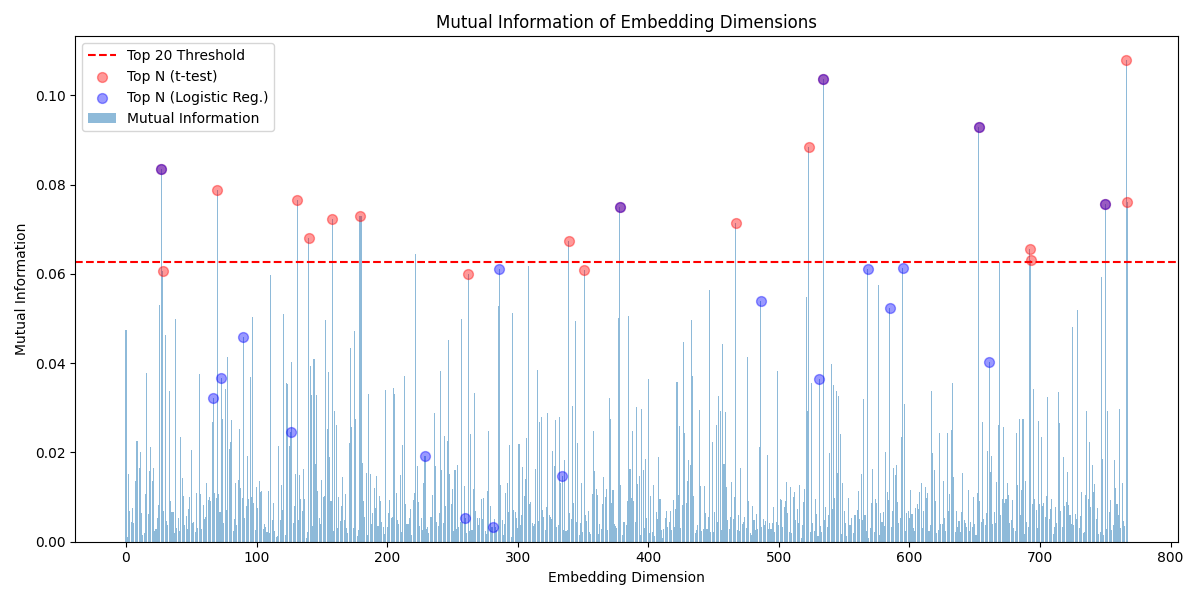 Mutual Information of Embedding Dimensions
Top 20 Threshold
Top N (t-test)
Top N (Logistic Reg.)
Mutual Information
Mutual Information
0.10
0.08
0.06
0.04
0.02
0.00
0 100 200 300 400 500 600 700 800
Embedding Dimension